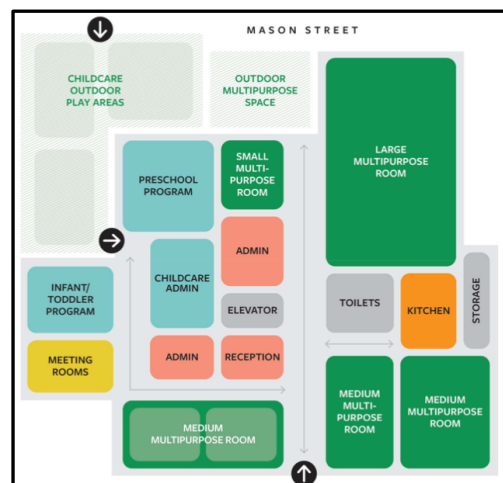 MASON STREET
CHILDCARE
OUTDOOR
PLAY AREAS
OUTDOOR
MULTIPURPOSE
SPACE
PRESCHOOL
PROGRAM
SMALL
MULTI-
PURPOSE
ROOM
LARGE
MULTIPURPOSE
ROOM
ADMIN
CHILDCARE
ADMIN
INFANT/
TODDLER
PROGRAM
ELEVATOR
TOILETS
KITCHEN
STORAGE
MEETING
ROOMS
ADMIN
RECEPTION
MEDIUM
MULTIPURPOSE ROOM
MEDIUM
MULTI-
PURPOSE
ROOM
MEDIUM
MULTIPURPOSE
ROOM